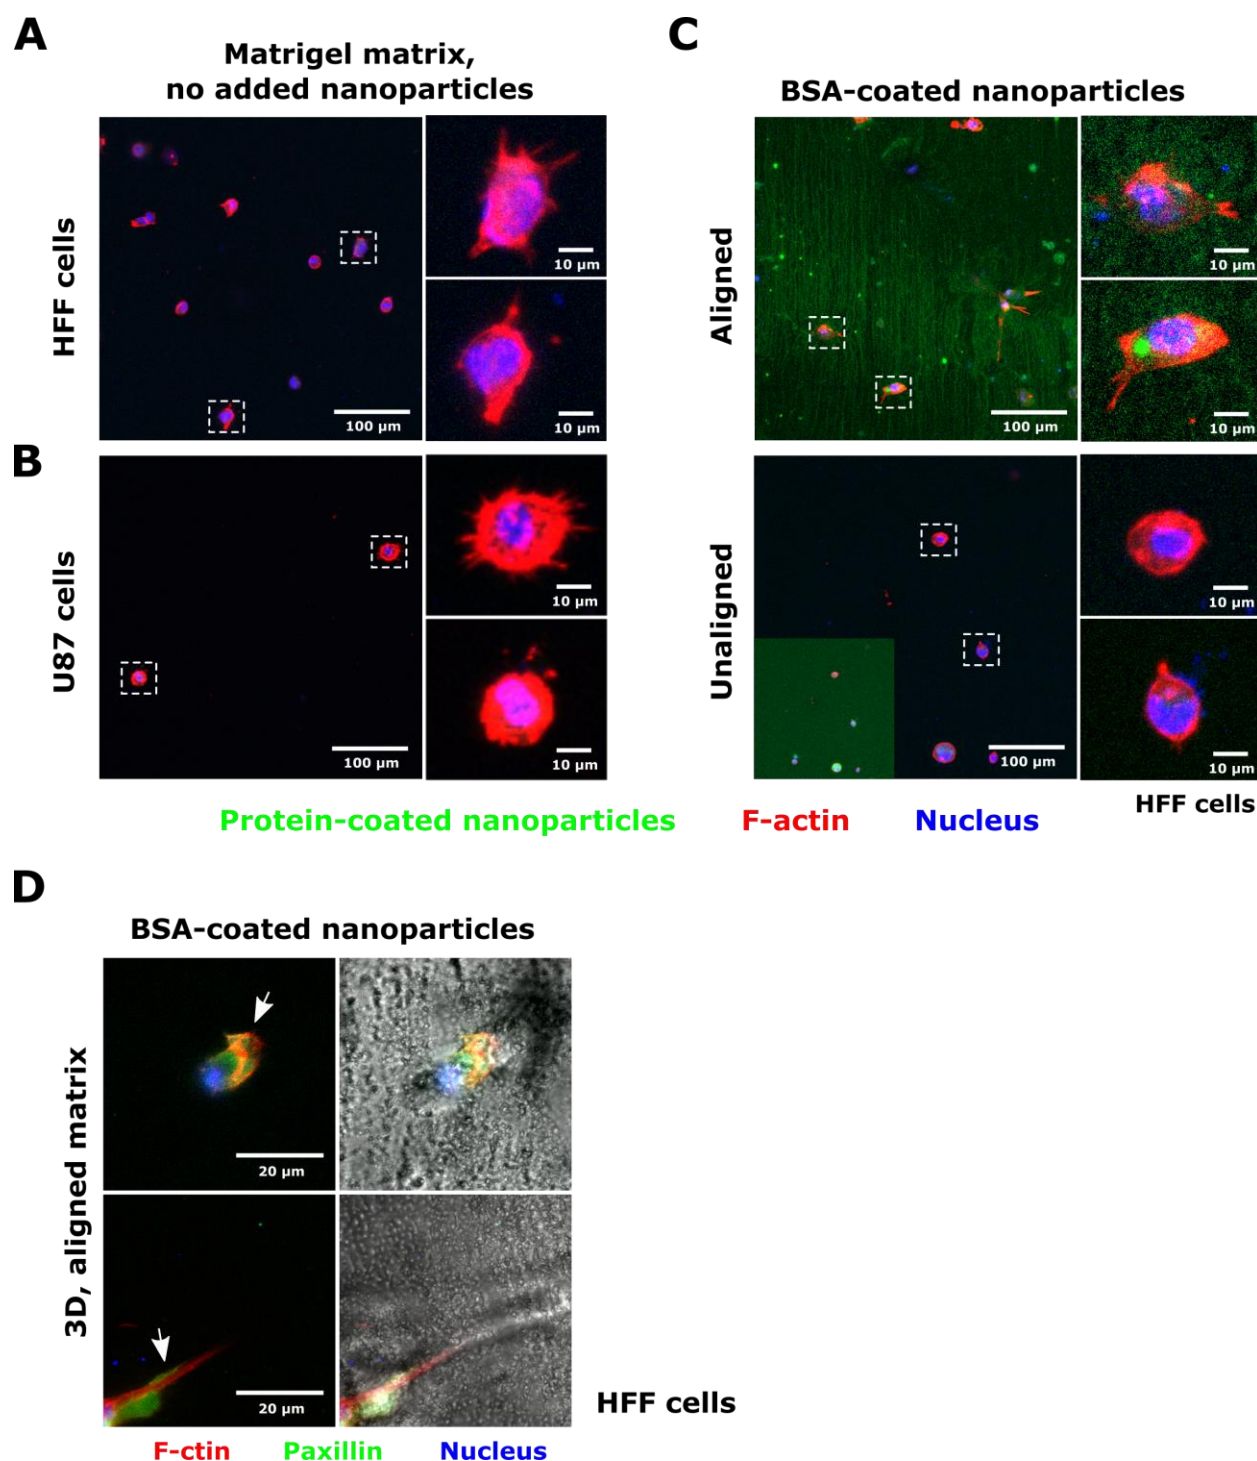 A
Matrigel matrix,
no added nanoparticles
HFF cells
10 µm
10 µm
100 µm
B
U87 cells
10 µm
10 µm
100 µm
C
BSA-coated nanoparticles
Aligned
10 µm
10 µm
100 µm
Unaligned
10 µm
10 µm
100 µm
HFF cells
Protein-coated nanoparticles
F-actin
Nucleus
D
BSA-coated nanoparticles
3D, aligned matrix
20 µm
20 µm
HFF cells
F-ctin
Paxillin
Nucleus